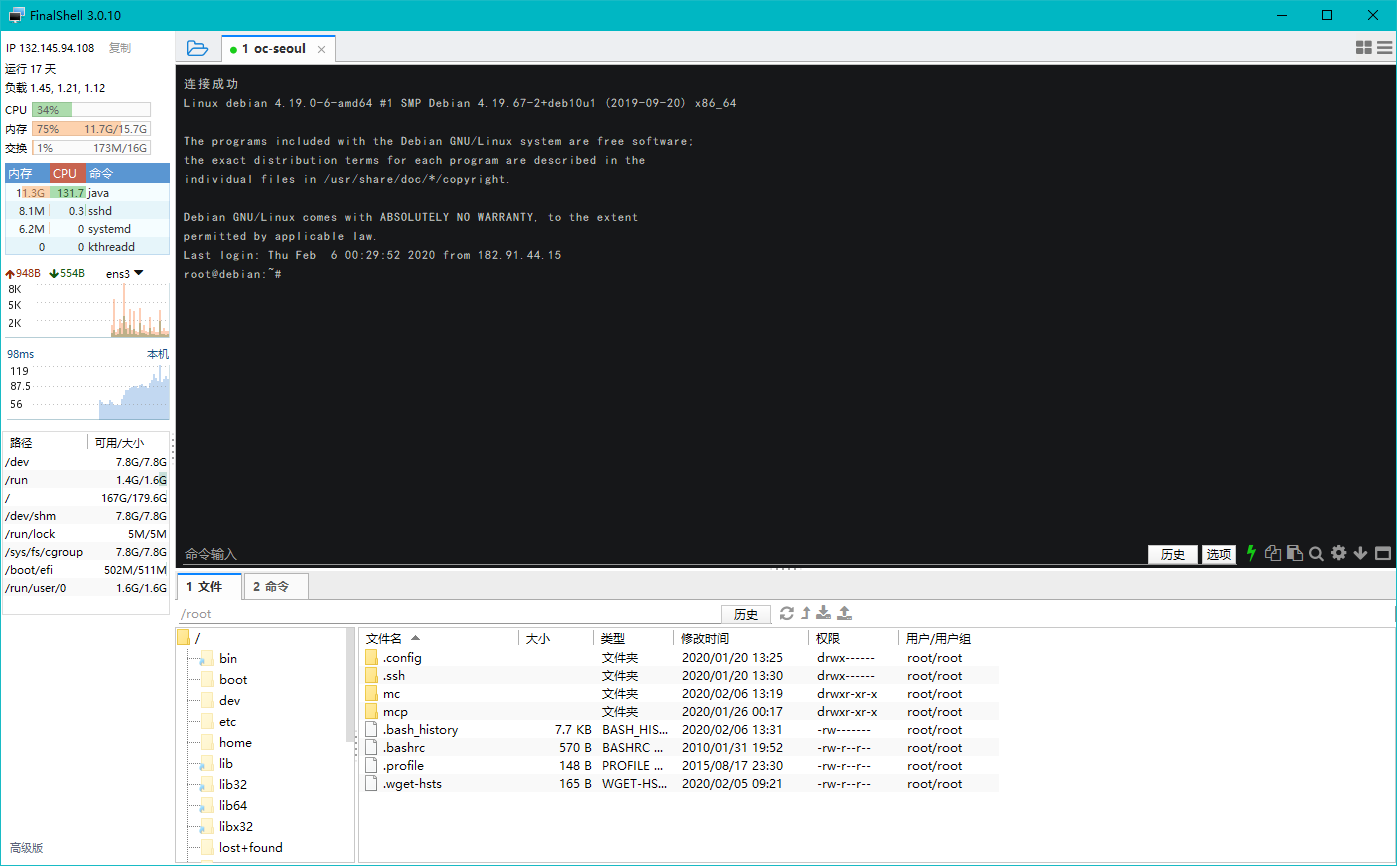 FinalShell 3.0.10
IP 132.145.94.108 复制
运行 17 天
负载 1.45, 1.21, 1.12
CPU 34%
内存 75% 11.7G/15.7G
交换 1% 173M/16G
内存 CPU 命令
11.3G 131.7 java
8.1M 0.3 sshd
6.2M 0 systemd
0 0 kthreadd
948B 554B ens3
8K
5K
2K
98ms 本机
119
87.5
56
路径 可用/大小
/dev 7.8G/7.8G
/run 1.4G/1.6G
/ 167G/179.6G
/dev/shm 7.8G/7.8G
/run/lock 5M/5M
/sys/fs/cgroup 7.8G/7.8G
/boot/efi 502M/511M
/run/user/0 1.6G/1.6G
高级版
1 oc-seoul
连接成功
Linux debian 4.19.0-6-amd64 #1 SMP Debian 4.19.67-2+deb10u1 (2019-09-20) x86_64
The programs included with the Debian GNU/Linux system are free software;
the exact distribution terms for each program are described in the
individual files in /usr/share/doc/*/copyright.
Debian GNU/Linux comes with ABSOLUTELY NO WARRANTY, to the extent
permitted by applicable law.
Last login: Thu Feb  6 00:29:52 2020 from 182.91.44.15
root@debian:~#
命令输入 历史 选项
1 文件 2 命令
/root 历史
/
bin
boot
dev
etc
home
lib
lib32
lib64
libx32
lost+found
文件名 大小 类型 修改时间 权限 用户/用户组
.config 文件夹 2020/01/20 13:25 drwx------ root/root
.ssh 文件夹 2020/01/20 13:30 drwx------ root/root
mc 文件夹 2020/02/06 13:19 drwxr-xr-x root/root
mcp 文件夹 2020/01/26 00:17 drwxr-xr-x root/root
.bash_history 7.7 KB BASH_HIS... 2020/02/06 13:31 -rw------- root/root
.bashrc 570 B BASHRC ... 2010/01/31 19:52 -rw-r--r-- root/root
.profile 148 B PROFILE ... 2015/08/17 23:30 -rw-r--r-- root/root
.wget-hsts 165 B WGET-HS... 2020/02/05 09:21 -rw-r--r-- root/root